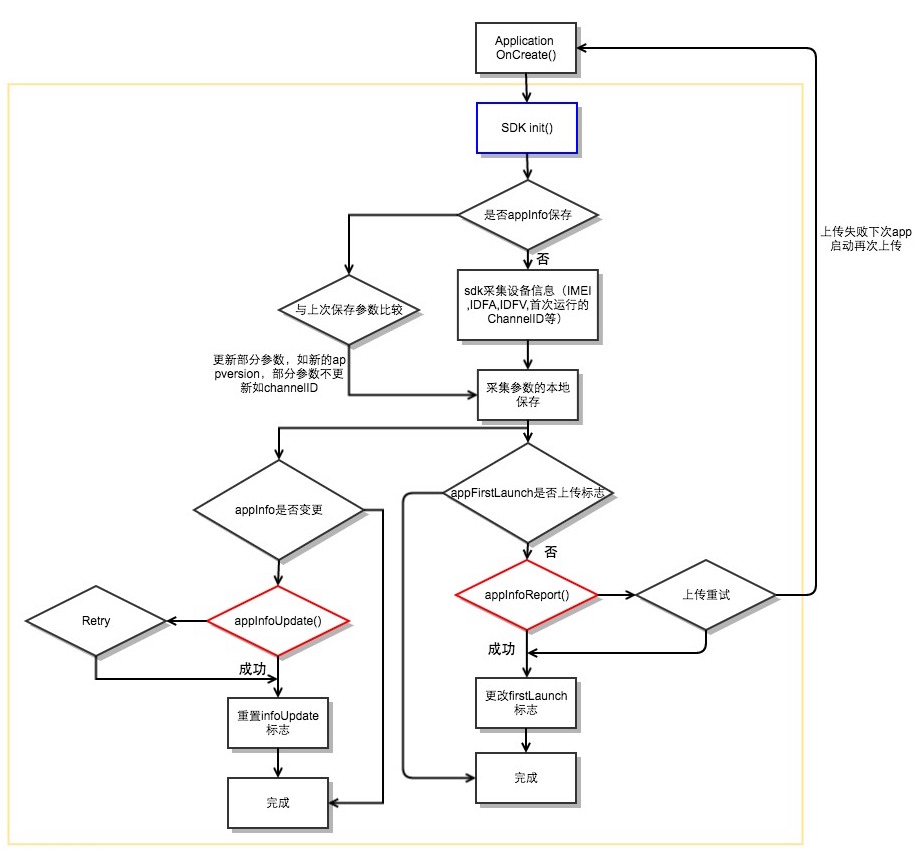 Application
OnCreate()
SDK init()
是否appInfo保存
上传失败下次app
启动再次上传
否
sdk采集设备信息（IMEI
,IDFA,IDFV,首次运行的
ChannelID等）
与上次保存参数比较
更新部分参数，如新的ap
pversion，部分参数不更
新如channelID
采集参数的本地
保存
appInfo是否变更
appFirstLaunch是否上传标志
否
appInfoReport()
上传重试
Retry
appInfoUpdate()
成功
成功
重置infoUpdate
标志
更改firstLaunch
标志
完成
完成